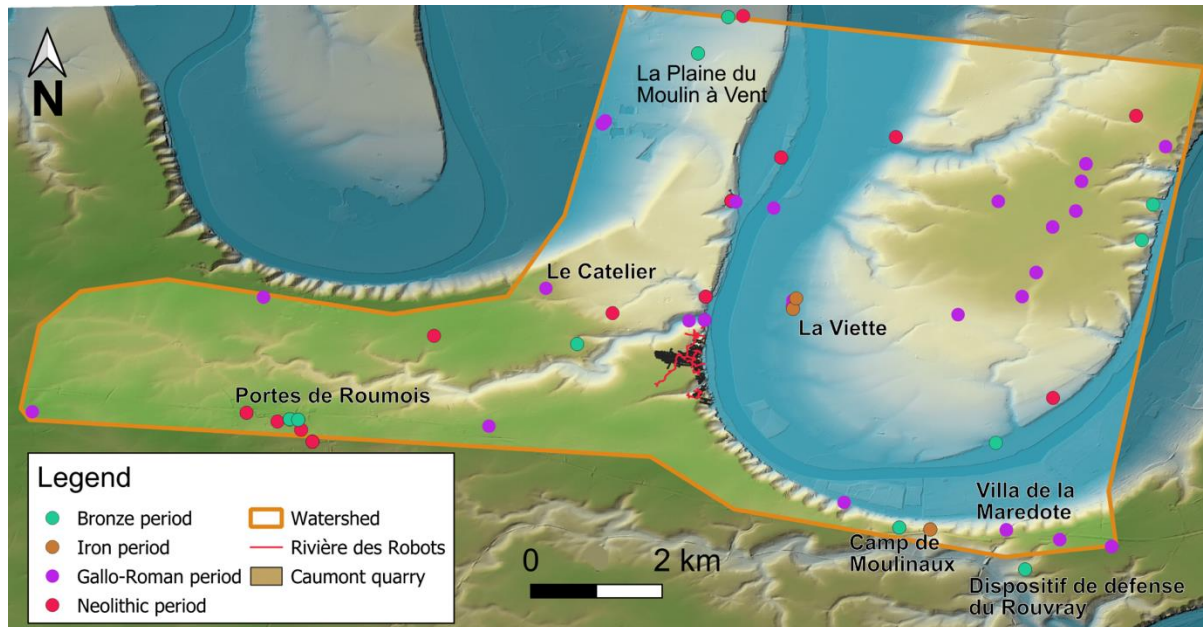 N
La Plaine du
Moulin à Vent
Le Catelier
La Viette
Portes de Roumois
Villa de la
Maredote
Camp de
Moulinaux
Dispositif de defense
du Rouvray
0 2 km
Legend
Bronze period
Iron period
Gallo-Roman period
Neolithic period
Watershed
Rivière des Robots
Caumont quarry